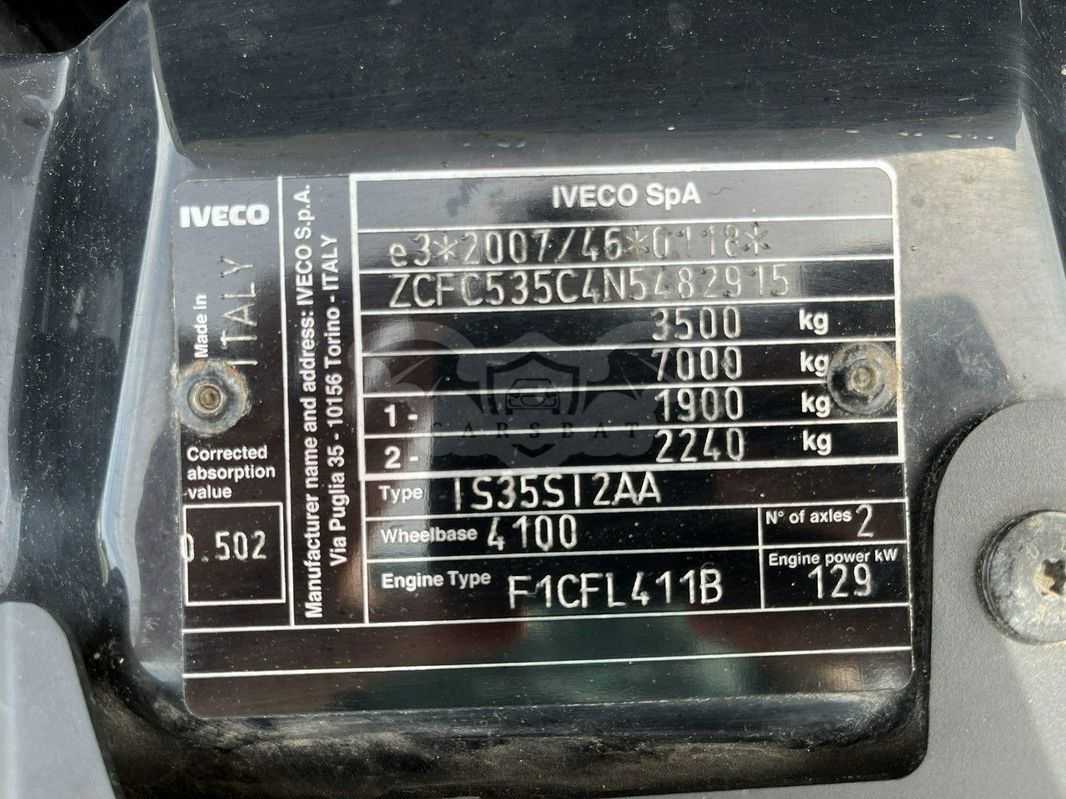 IVECO
Made in
ITALY
Corrected
absorption
value
0.502
Manufacturer name and address: IVECO S.p.A.
Via Puglia 35 - 10156 Torino - ITALY
IVECO SpA
e3*2007/46*0118*
ZCFC535C4N5482915
3500 kg
7000 kg
1- 1900 kg
2- 2240 kg
Type IS35SI2AA
Wheelbase 4100
N° of axles 2
Engine Type F1CFL411B
Engine power kW
129
CARSBAT